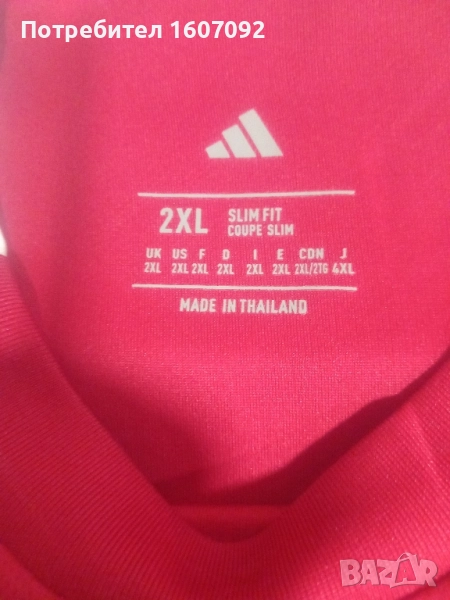 Потребител 1607092
2XL SLIM FIT
COUPE SLIM
UK US F D I E CDN J
2XL 2XL 2XL 2XL 2XL 2XL 2XL/2TG 4XL
MADE IN THAILAND
BAZAR